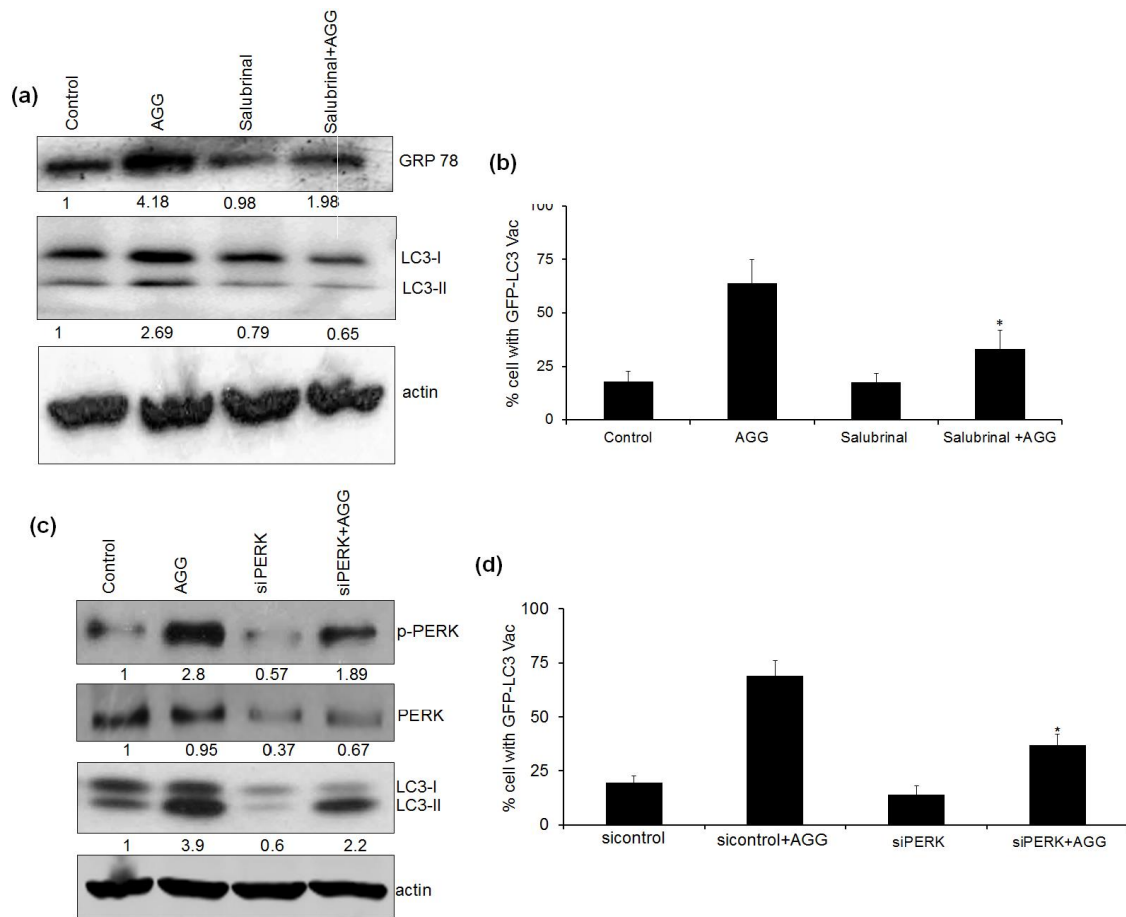 (a)
Control
AGG
Salubrinal
Salubrinal+AGG
GRP 78
1 4.18 0.98 1.98
LC3-I
LC3-II
1 2.69 0.79 0.65
actin
(b)
% cell with GFP-LC3 Vac
100
75
50
25
0
Control AGG Salubrinal Salubrinal +AGG
*
(c)
Control
AGG
siPERK
siPERK+AGG
p-PERK
1 2.8 0.57 1.89
PERK
1 0.95 0.37 0.67
LC3-I
LC3-II
1 3.9 0.6 2.2
actin
(d)
% cell with GFP-LC3 Vac
100
75
50
25
0
sicontrol sicontrol+AGG siPERK siPERK+AGG
*